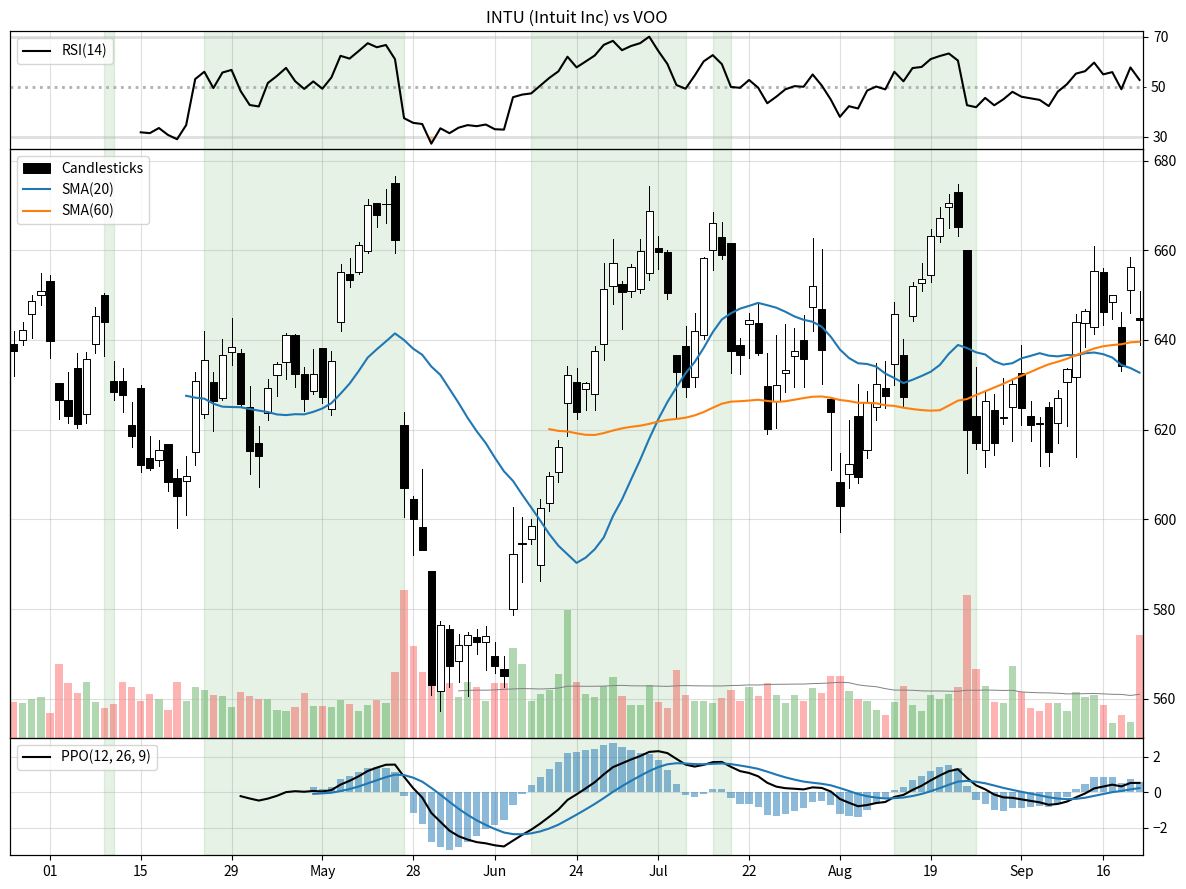 INTU (Intuit Inc) vs VOO
RSI(14)
70
50
30
Candlesticks
SMA(20)
SMA(60)
680
660
640
620
600
580
560
PPO(12, 26, 9)
2
0
−2
01 15 29 May 28 Jun 24 Jul 22 Aug 19 Sep 16